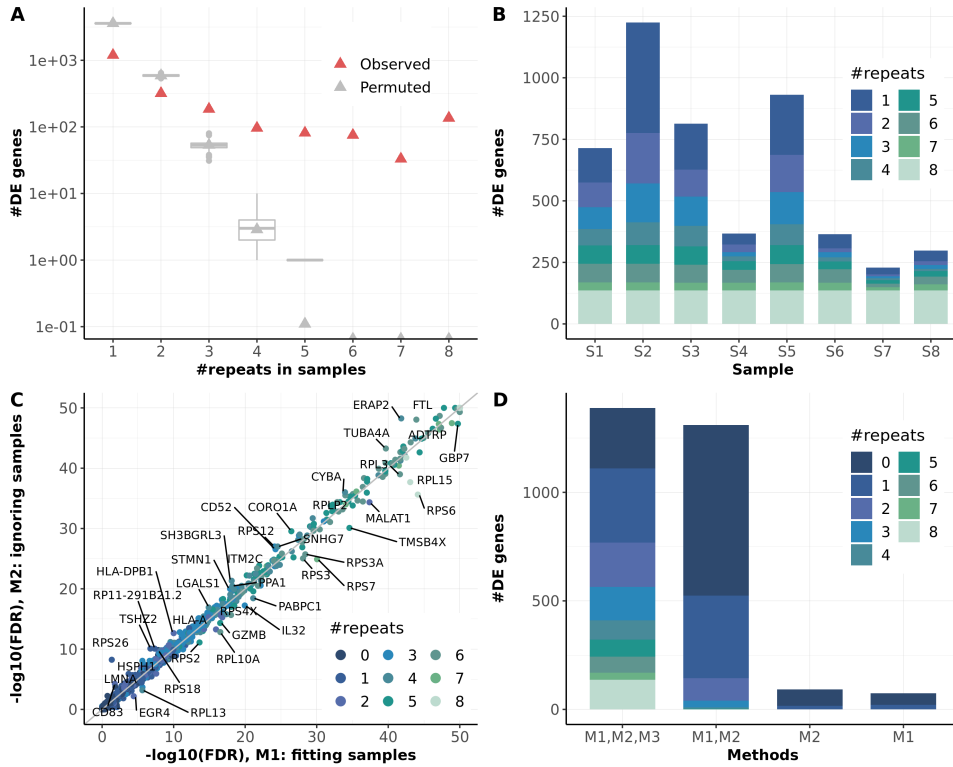 A
1e+03
1e+02
1e+01
1e+00
1e-01
#DE genes
Observed
Permuted
1 2 3 4 5 6 7 8
#repeats in samples
B
1250
1000
750
500
250
0
#DE genes
#repeats
1 5
2 6
3 7
4 8
S1 S2 S3 S4 S5 S6 S7 S8
Sample
C
50
40
30
20
10
0
-log10(FDR), M2: ignoring samples
ERAP2 FTL
TUBA4A ADTRP
GBP7
RPL3
CYBA RPL15
RPLP2
RPS6
MALAT1
CD52 CORO1A
RPS12
SH3BGRL3 SNHG7 TMSB4X
STMN1 ITM2C
RPS3A
HLA-DPB1 PPA1 RPS3
LGALS1 RPS7
RP11-291B21.2
RPS4X PABPC1
TSHZ2 HLA-A
GZMB IL32
RPS26
RPS2 RPL10A
HSPH1
LMNA
RPS18
CD83 EGR4 RPL13
#repeats
0 3 6
1 4 7
2 5 8
0 10 20 30 40 50
-log10(FDR), M1: fitting samples
D
1000
500
0
#DE genes
#repeats
0 5
1 6
2 7
3 8
4
M1,M2,M3 M1,M2 M2 M1
Methods